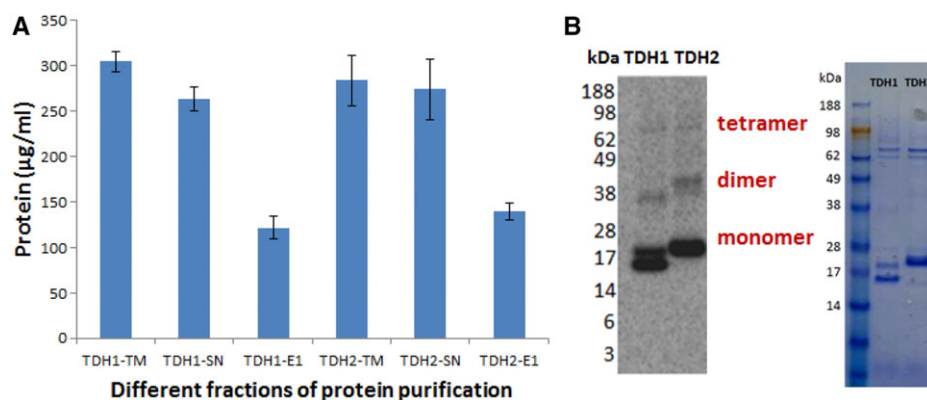 A
350
300
250
200
150
100
50
0
Protein (µg/ml)
TDH1-TM TDH1-SN TDH1-E1 TDH2-TM TDH2-SN TDH2-E1
Different fractions of protein purification
B
kDa TDH1 TDH2
188
98
62
49
38
28
17
14
6
3
tetramer
dimer
monomer
kDa TDH1
188
98
62
49
38
28
17
14